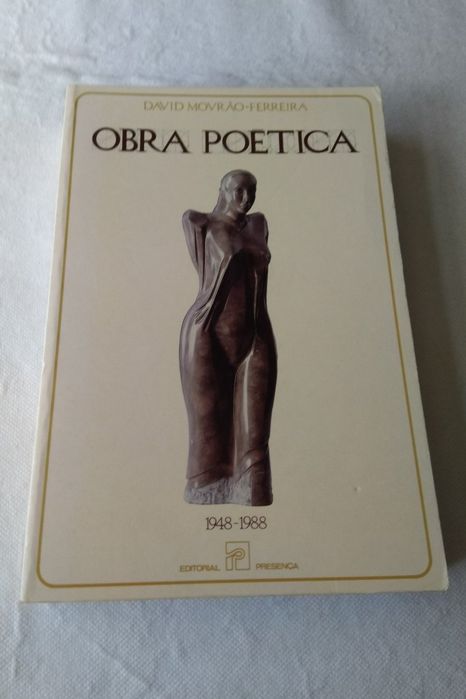 DAVID MOURÃO-FERREIRA
OBRA POETICA
1948-1988
EDITORIAL PRESENÇA